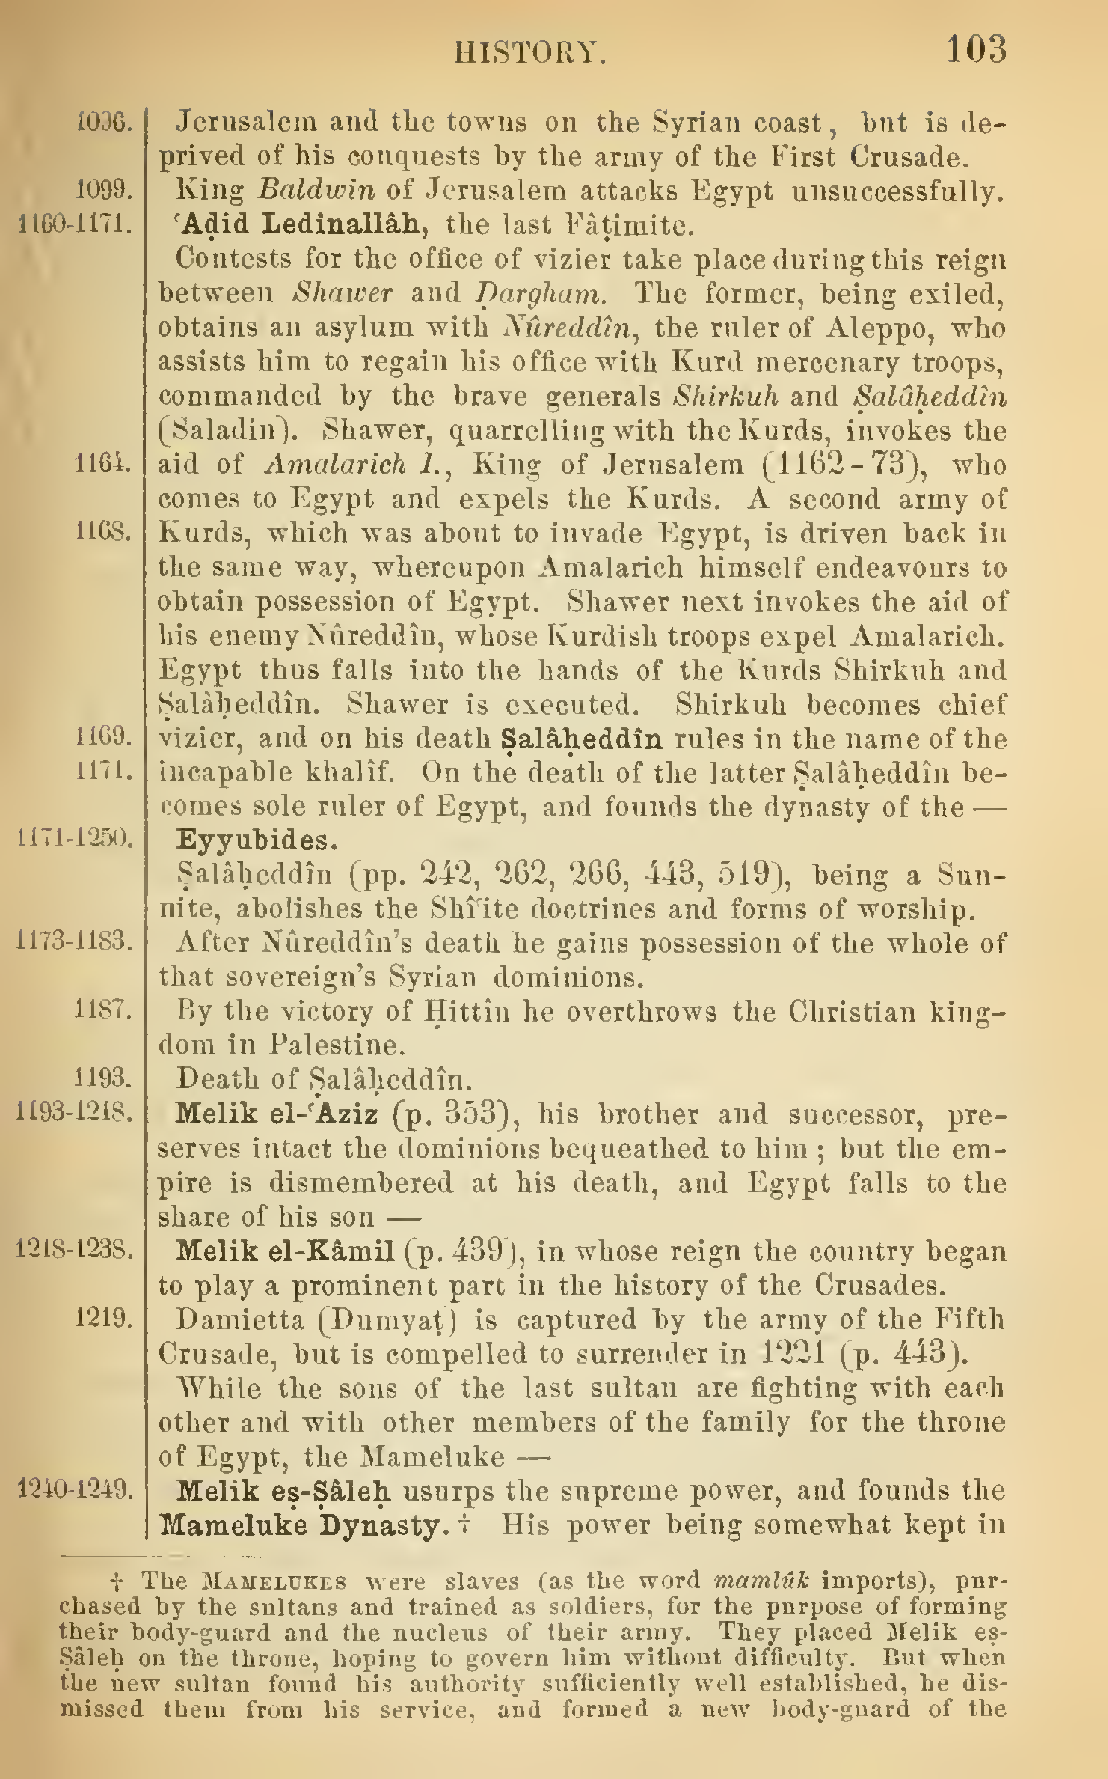 HISTORY. 103
1096. Jerusalem and the towns on the Syrian coast, but is de-
prived of his conquests by the army of the First Crusade.
1099. King Baldwin of Jerusalem attacks Egypt unsuccessfully.
1160-1171. ʿAḍid Ledinallâh, the last Fâṭimite.
Contests for the office of vizier take place during this reign
between Shawer and Ḍargham. The former, being exiled,
obtains an asylum with Nûreddîn, the ruler of Aleppo, who
assists him to regain his office with Kurd mercenary troops,
commanded by the brave generals Shirkuh and Ṣalâḥeddîn
(Saladin). Shawer, quarrelling with the Kurds, invokes the
1164. aid of Amalarich I., King of Jerusalem (1162-73), who
comes to Egypt and expels the Kurds. A second army of
1168. Kurds, which was about to invade Egypt, is driven back in
the same way, whereupon Amalarich himself endeavours to
obtain possession of Egypt. Shawer next invokes the aid of
his enemy Nûreddîn, whose Kurdish troops expel Amalarich.
Egypt thus falls into the hands of the Kurds Shirkuh and
Ṣalâḥeddîn. Shawer is executed. Shirkuh becomes chief
1169. vizier, and on his death Ṣalâḥeddîn rules in the name of the
1171. incapable khalîf. On the death of the latter Ṣalâḥeddîn be-
comes sole ruler of Egypt, and founds the dynasty of the —
1171-1250. Eyyubides.
Ṣalâḥeddîn (pp. 242, 262, 266, 443, 519), being a Sun-
nite, abolishes the Shîʿite doctrines and forms of worship.
1173-1183. After Nûreddîn's death he gains possession of the whole of
that sovereign's Syrian dominions.
1187. By the victory of Ḥittîn he overthrows the Christian king-
dom in Palestine.
1193. Death of Ṣalâḥeddîn.
1193-1218. Melik el-ʿAziz (p. 353), his brother and successor, pre-
serves intact the dominions bequeathed to him; but the em-
pire is dismembered at his death, and Egypt falls to the
share of his son —
1218-1238. Melik el-Kâmil (p. 439), in whose reign the country began
to play a prominent part in the history of the Crusades.
1219. Damietta (Dumyaṭ) is captured by the army of the Fifth
Crusade, but is compelled to surrender in 1221 (p. 443).
While the sons of the last sultan are fighting with each
other and with other members of the family for the throne
of Egypt, the Mameluke —
1240-1249. Melik eṣ-Ṣâleḥ usurps the supreme power, and founds the
Mameluke Dynasty. † His power being somewhat kept in
† The MAMELUKES were slaves (as the word mamlûk imports), pur-
chased by the sultans and trained as soldiers, for the purpose of forming
their body-guard and the nucleus of their army. They placed Melik eṣ-
Ṣâleḥ on the throne, hoping to govern him without difficulty. But when
the new sultan found his authority sufficiently well established, he dis-
missed them from his service, and formed a new body-guard of the